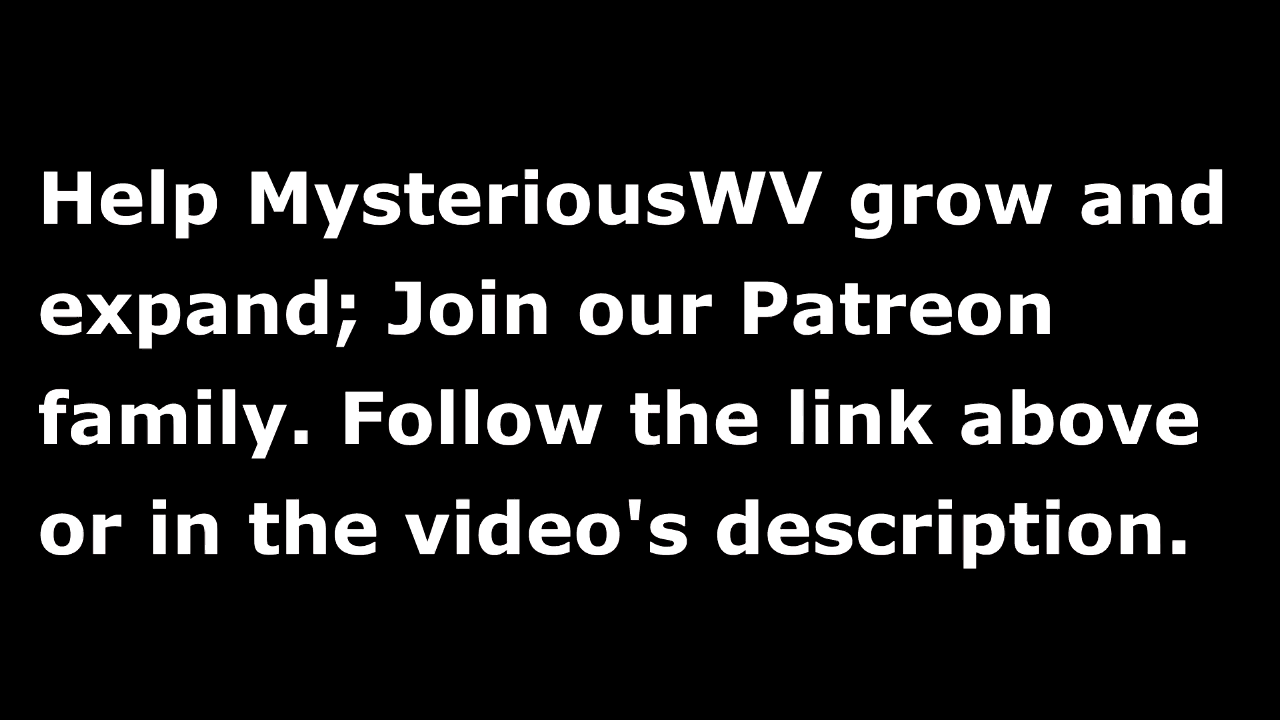 Help MysteriousWV grow and
expand; Join our Patreon
family. Follow the link above
or in the video's description.